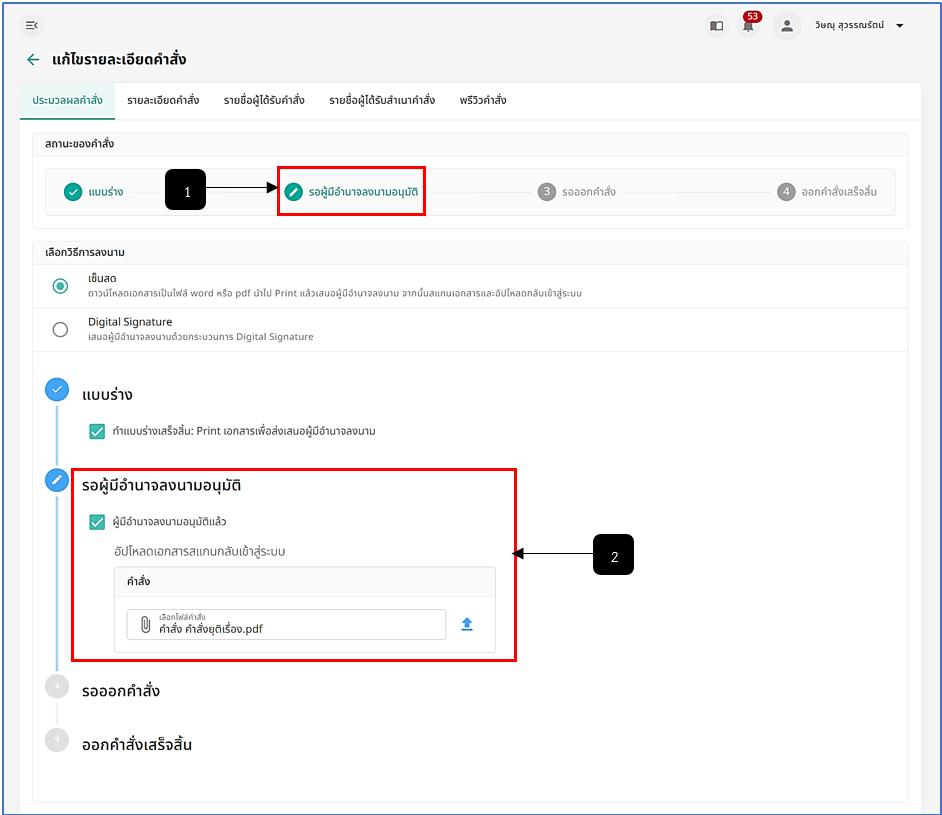 53
วิษณุ สุวรรณรัตน์
แก้ไขรายละเอียดคำสั่ง
ประมวลผลคำสั่ง รายละเอียดคำสั่ง รายชื่อผู้ได้รับคำสั่ง รายชื่อผู้ได้รับสำเนาคำสั่ง พรีวิวคำสั่ง
สถานะของคำสั่ง
แบบร่าง 1 รอผู้มีอำนาจลงนามอนุมัติ 3 รอออกคำสั่ง 4 ออกคำสั่งเสร็จสิ้น
เลือกวิธีการลงนาม
เซ็นสด
ดาวน์โหลดเอกสารเป็นไฟล์ word หรือ pdf นำไป Print แล้วเสนอผู้มีอำนาจลงนาม จากนั้นสแกนเอกสารและอัปโหลดกลับเข้าสู่ระบบ
Digital Signature
เสนอผู้มีอำนาจลงนามด้วยกระบวนการ Digital Signature
แบบร่าง
ทำแบบร่างเสร็จสิ้น: Print เอกสารเพื่อส่งเสนอผู้มีอำนาจลงนาม
รอผู้มีอำนาจลงนามอนุมัติ
ผู้มีอำนาจลงนามอนุมัติแล้ว
อัปโหลดเอกสารสแกนกลับเข้าสู่ระบบ
2
คำสั่ง
เลือกไฟล์คำสั่ง
คำสั่ง คำสั่งยุติเรื่อง.pdf
3 รอออกคำสั่ง
ออกคำสั่งเสร็จสิ้น